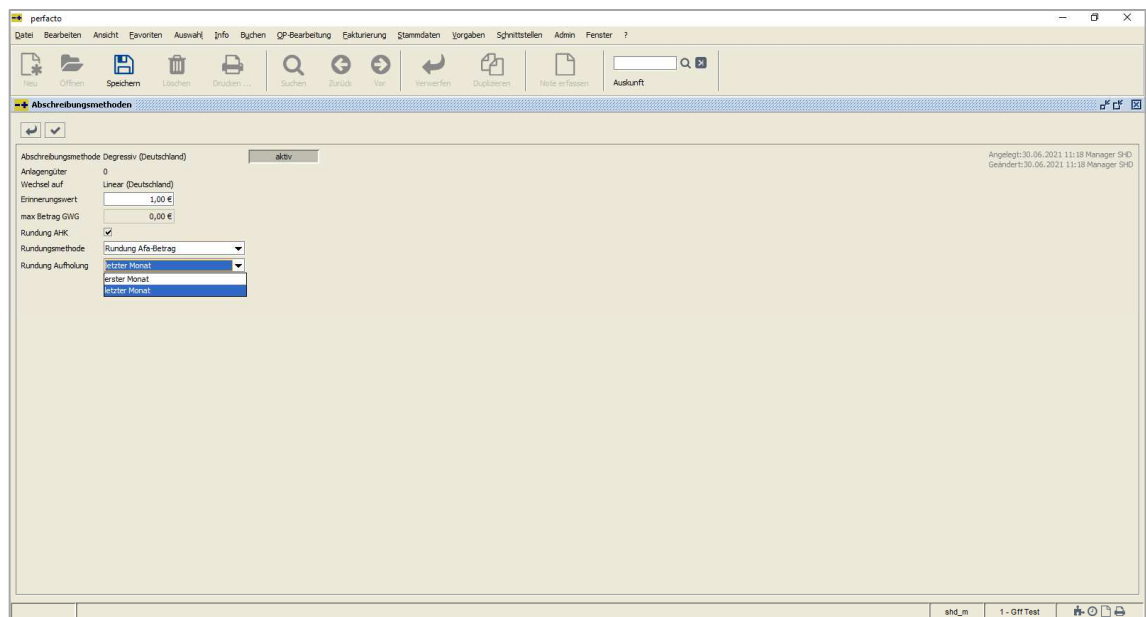 perfacto
Datei Bearbeiten Ansicht Favoriten Auswahl Info Buchen OP-Bearbeitung Fakturierung Stammdaten Vorgaben Schnittstellen Admin Fenster ?
Neu Öffnen Speichern Löschen Drucken ... Suchen Zurück Vor Verwerfen Duplizieren Note erfassen Auskunft
Abschreibungsmethoden
Abschreibungsmethode Degressiv (Deutschland) aktiv Angelegt:30.06.2021 11:18 Manager SHD
Geändert:30.06.2021 11:18 Manager SHD
Anlagengüter 0
Wechsel auf Linear (Deutschland)
Erinnerungswert 1,00 €
max Betrag GWG 0,00 €
Rundung AHK
Rundungsmethode Rundung Afa-Betrag
Rundung Aufholung letzter Monat
erster Monat
letzter Monat
shd_m 1 - Gff Test